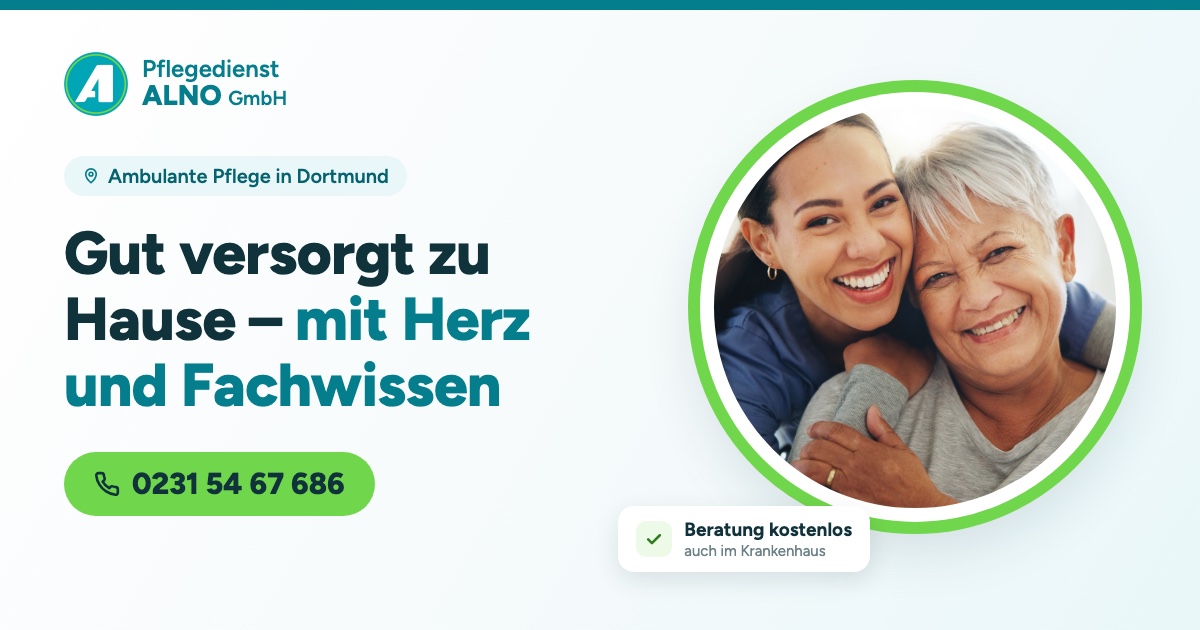 A
Pflegedienst
ALNO GmbH
Ambulante Pflege in Dortmund
Gut versorgt zu
Hause – mit Herz
und Fachwissen
0231 54 67 686
Beratung kostenlos
auch im Krankenhaus